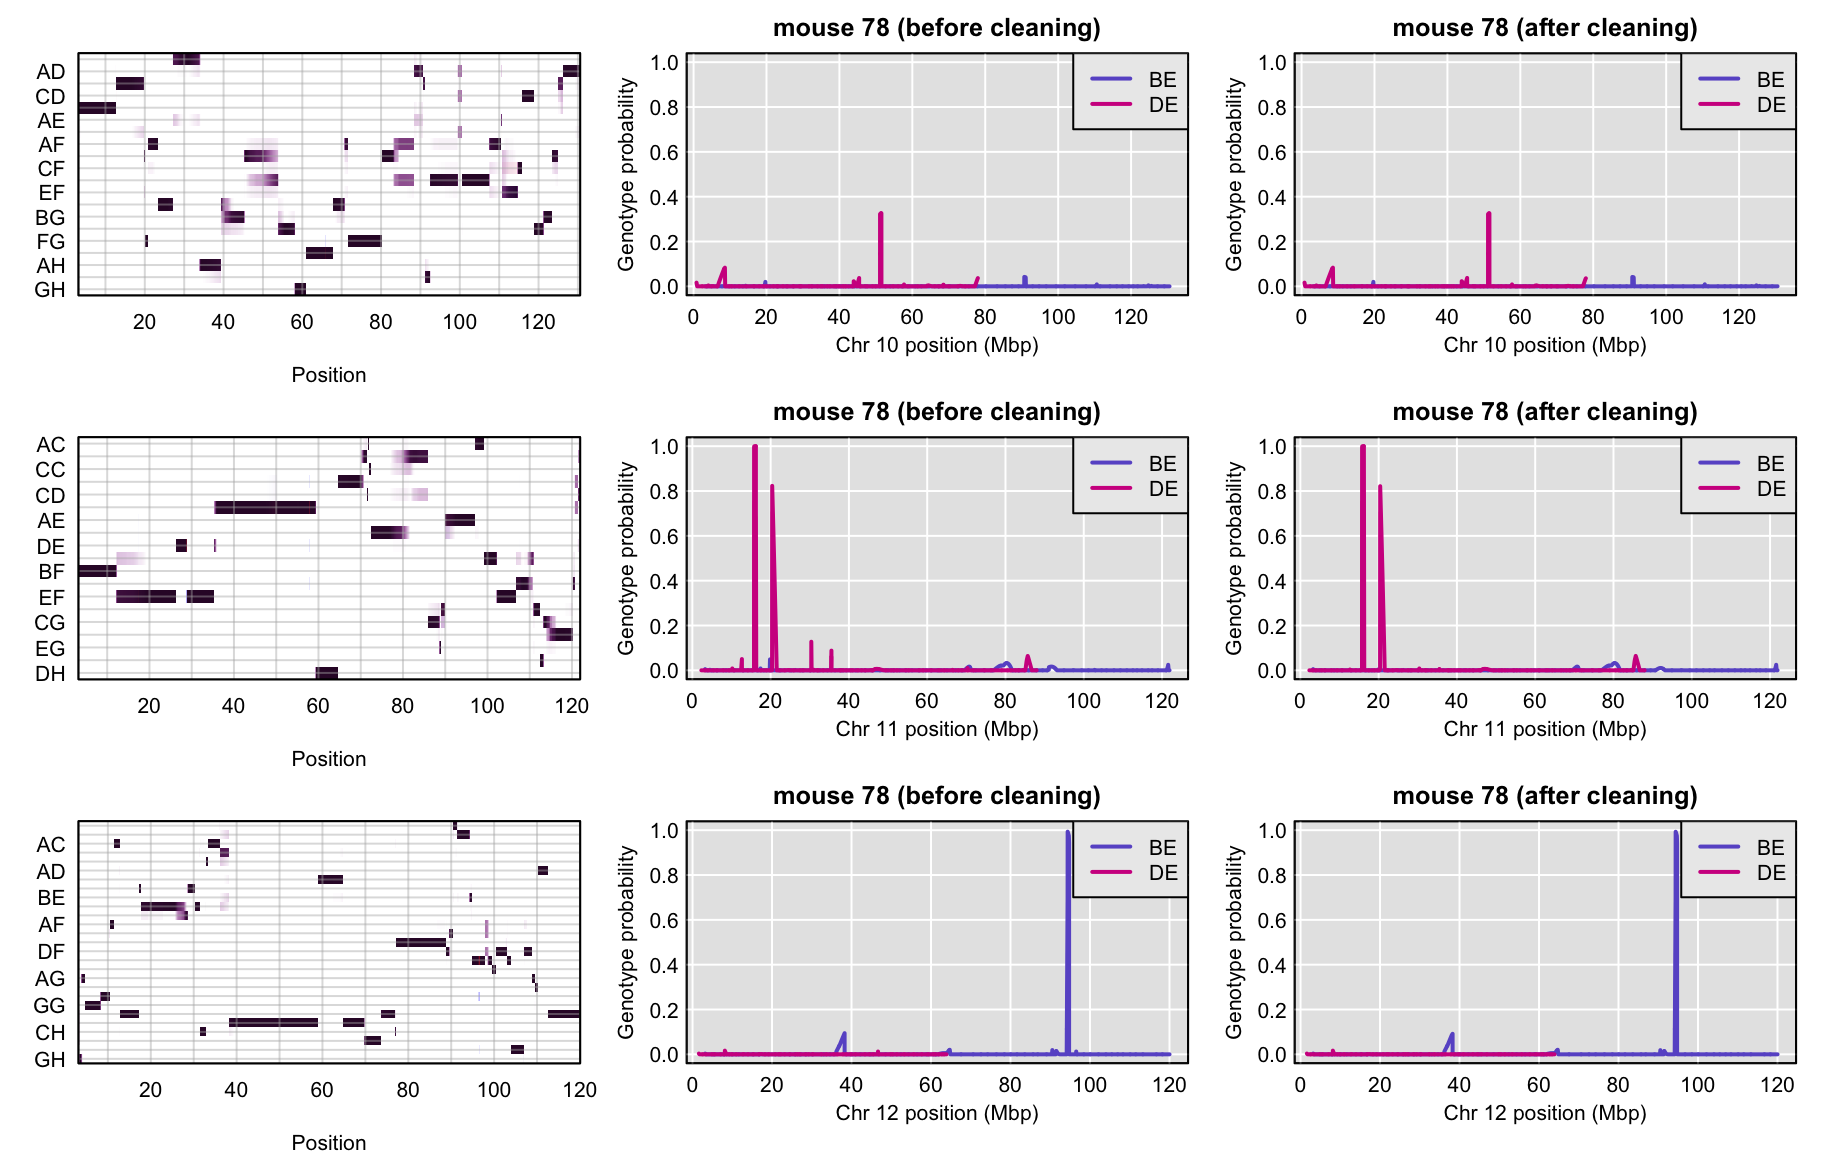 mouse 78 (before cleaning)
mouse 78 (after cleaning)
AD
CD
AE
AF
CF
EF
BG
FG
AH
GH
20 40 60 80 100 120
Position
Genotype probability
1.0
0.8
0.6
0.4
0.2
0.0
BE
DE
0 20 40 60 80 100 120
Chr 10 position (Mbp)
Genotype probability
1.0
0.8
0.6
0.4
0.2
0.0
BE
DE
0 20 40 60 80 100 120
Chr 10 position (Mbp)
mouse 78 (before cleaning)
mouse 78 (after cleaning)
AC
CC
CD
AE
DE
BF
EF
CG
EG
DH
20 40 60 80 100 120
Position
Genotype probability
1.0
0.8
0.6
0.4
0.2
0.0
BE
DE
0 20 40 60 80 100 120
Chr 11 position (Mbp)
Genotype probability
1.0
0.8
0.6
0.4
0.2
0.0
BE
DE
0 20 40 60 80 100 120
Chr 11 position (Mbp)
mouse 78 (before cleaning)
mouse 78 (after cleaning)
AC
AD
BE
AF
DF
AG
GG
CH
GH
20 40 60 80 100 120
Position
Genotype probability
1.0
0.8
0.6
0.4
0.2
0.0
BE
DE
0 20 40 60 80 100 120
Chr 12 position (Mbp)
Genotype probability
1.0
0.8
0.6
0.4
0.2
0.0
BE
DE
0 20 40 60 80 100 120
Chr 12 position (Mbp)